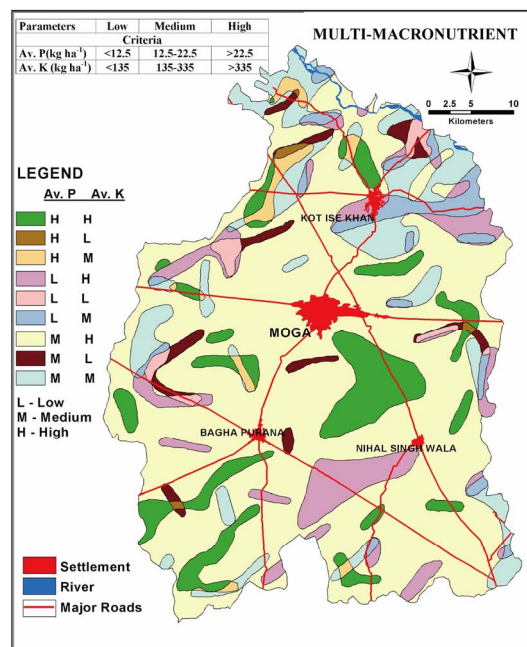 Parameters Low Medium High
Criteria
Av. P(kg ha-1) <12.5 12.5-22.5 >22.5
Av. K (kg ha-1) <135 135-335 >335
MULTI-MACRONUTRIENT
0 2.5 5 10
Kilometers
LEGEND
Av. P Av. K
H H
H L
H M
L H
L L
L M
M H
M L
M M
L - Low
M - Medium
H - High
KOT ISE KHAN
MOGA
BAGHA PURANA
NIHAL SINGH WALA
Settlement
River
Major Roads